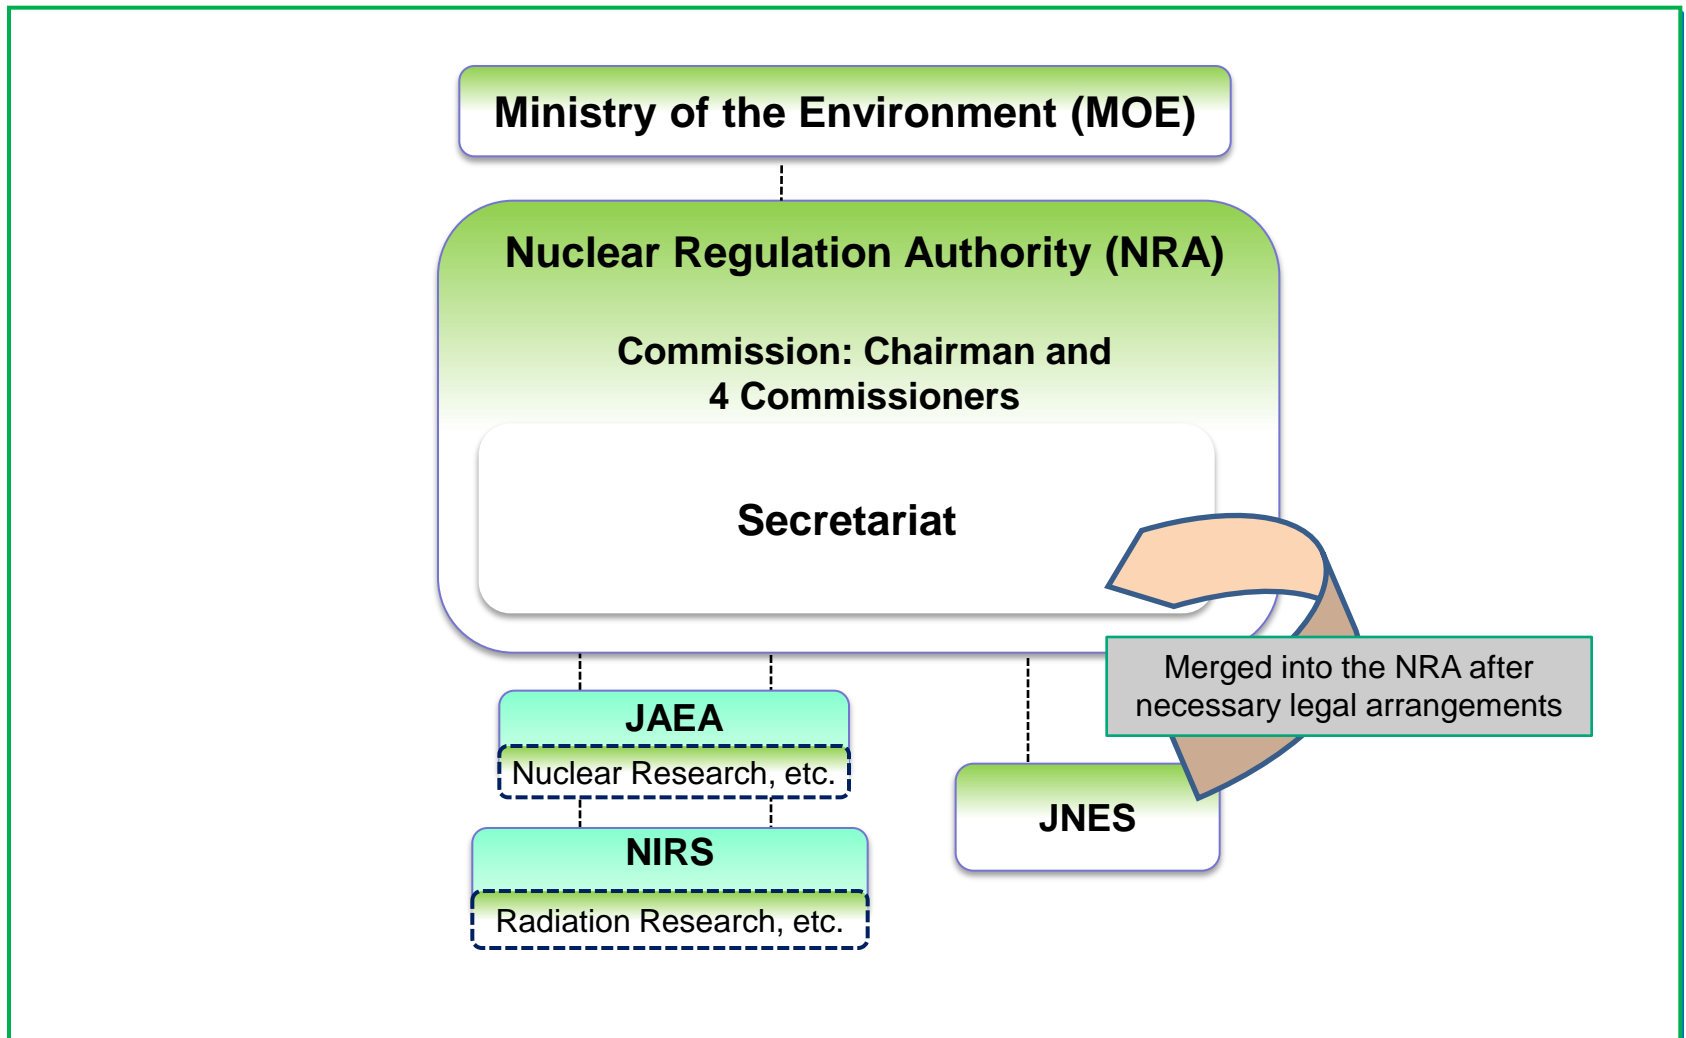 Ministry of the Environment (MOE)
Nuclear Regulation Authority (NRA)
Commission: Chairman and
4 Commissioners
Secretariat
Merged into the NRA after
necessary legal arrangements
JAEA
Nuclear Research, etc.
JNES
NIRS
Radiation Research, etc.